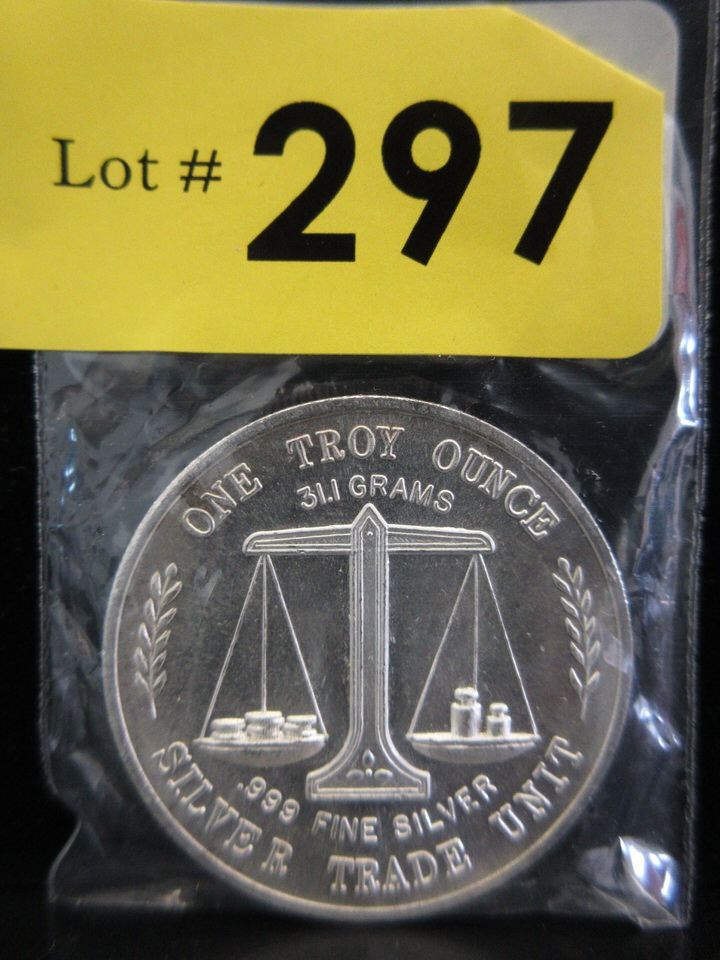 Lot # 297
ONE TROY OUNCE
31.1 GRAMS
.999 FINE SILVER
SILVER TRADE UNIT